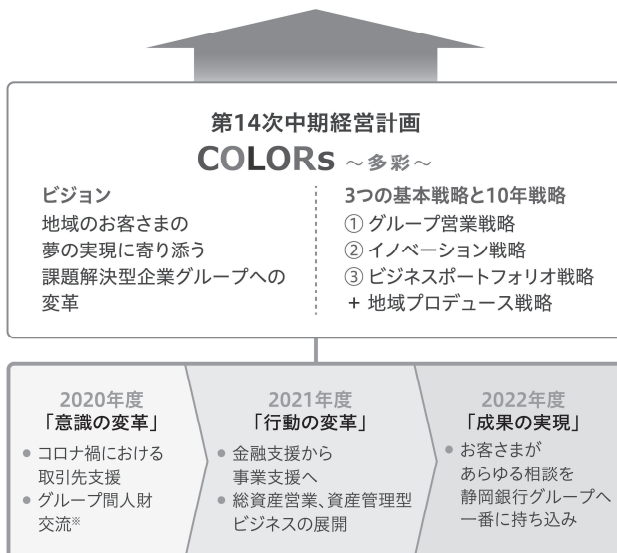 第14次中期経営計画
COLORs ～多彩～
ビジョン
地域のお客さまの
夢の実現に寄り添う
課題解決型企業グループへの
変革
3つの基本戦略と10年戦略
① グループ営業戦略
② イノベーション戦略
③ ビジネスポートフォリオ戦略
+ 地域プロデュース戦略
2020年度
「意識の変革」
● コロナ禍における
取引先支援
● グループ間人財
交流※
2021年度
「行動の変革」
● 金融支援から
事業支援へ
● 総資産営業、資産管理型
ビジネスの展開
2022年度
「成果の実現」
● お客さまが
あらゆる相談を
静岡銀行グループへ
一番に持ち込み